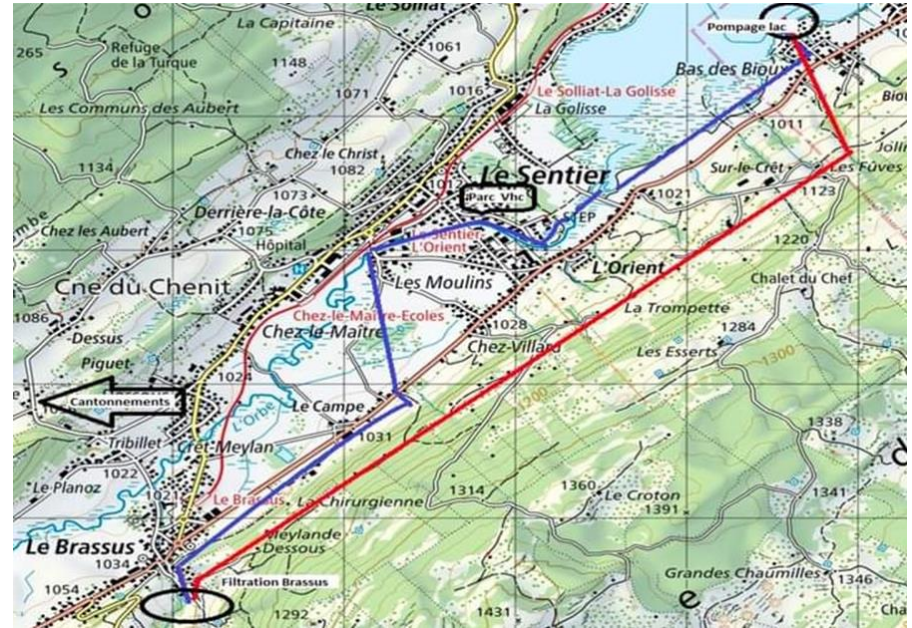 o
Le Solliat
Pompage lac
La Capitaine
265
Refuge
de la Turque
1061
S
1148
Bas des Bioux
1071
1016
Le Solliat-La Golisse
La Golisse
Les Communs des Aubert
1011
Chez le Christ
1082
1134
Sur-le-Crêt
Les Fûves
Le Sentier
1012
1073
Parc Vhc
1021
1123
Derrière-la-Côte
1075
STEP
Chez les Aubert
Hôpital
Le Sentier-
L'Orient
1220
L'Orient
Cne du Chenit
Les Moulins
Chalet du Chef
La Trompette
1086
Chez-le-Maître-Ecoles
Chez-le-Maître
1028
1284
Dessus
Chez-Villard
Les Esserts
1300
Piguet-
1024
1200
Cantonnements
L'Orbe
Le Campe
1338
Tribillet
Crêt-Meylan
1031
d
1022
Le Planoz
1021
1314
1360
Le Croton
1341
Le Brassus
La Chirurgienne
1391
Le Brassus
1034
Meylande
Dessous
Filtration Brassus
Grandes Chaumilles
1346
1054
1292
1431
e